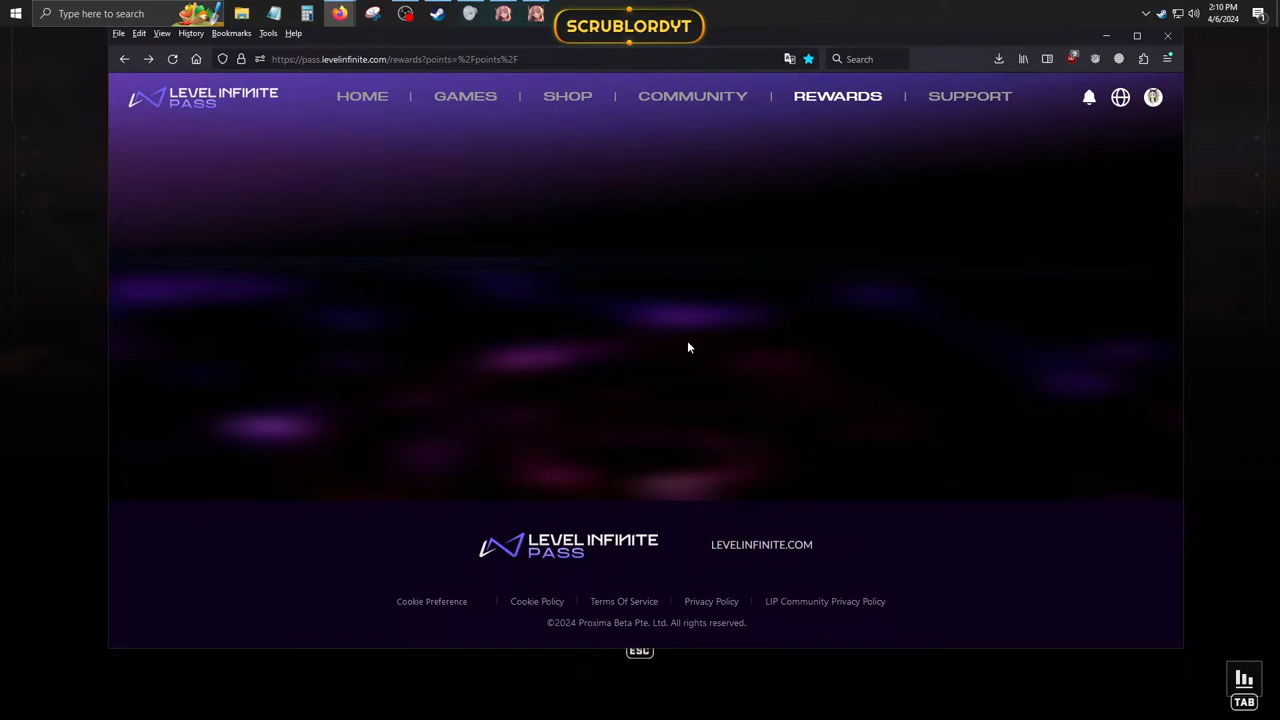 Type here to search
SCRUBLORDYT
2:10 PM
4/6/2024
1
File Edit View History Bookmarks Tools Help
https://pass.levelinfinite.com/rewards?points=%2Fpoints%2F
Search
9
LEVEL INFINITE
PASS
HOME | GAMES | SHOP | COMMUNITY | REWARDS | SUPPORT
LEVEL INFINITE
PASS
LEVELINFINITE.COM
Cookie Preference | Cookie Policy | Terms Of Service | Privacy Policy | LIP Community Privacy Policy
©2024 Proxima Beta Pte. Ltd. All rights reserved.
ESC
TAB